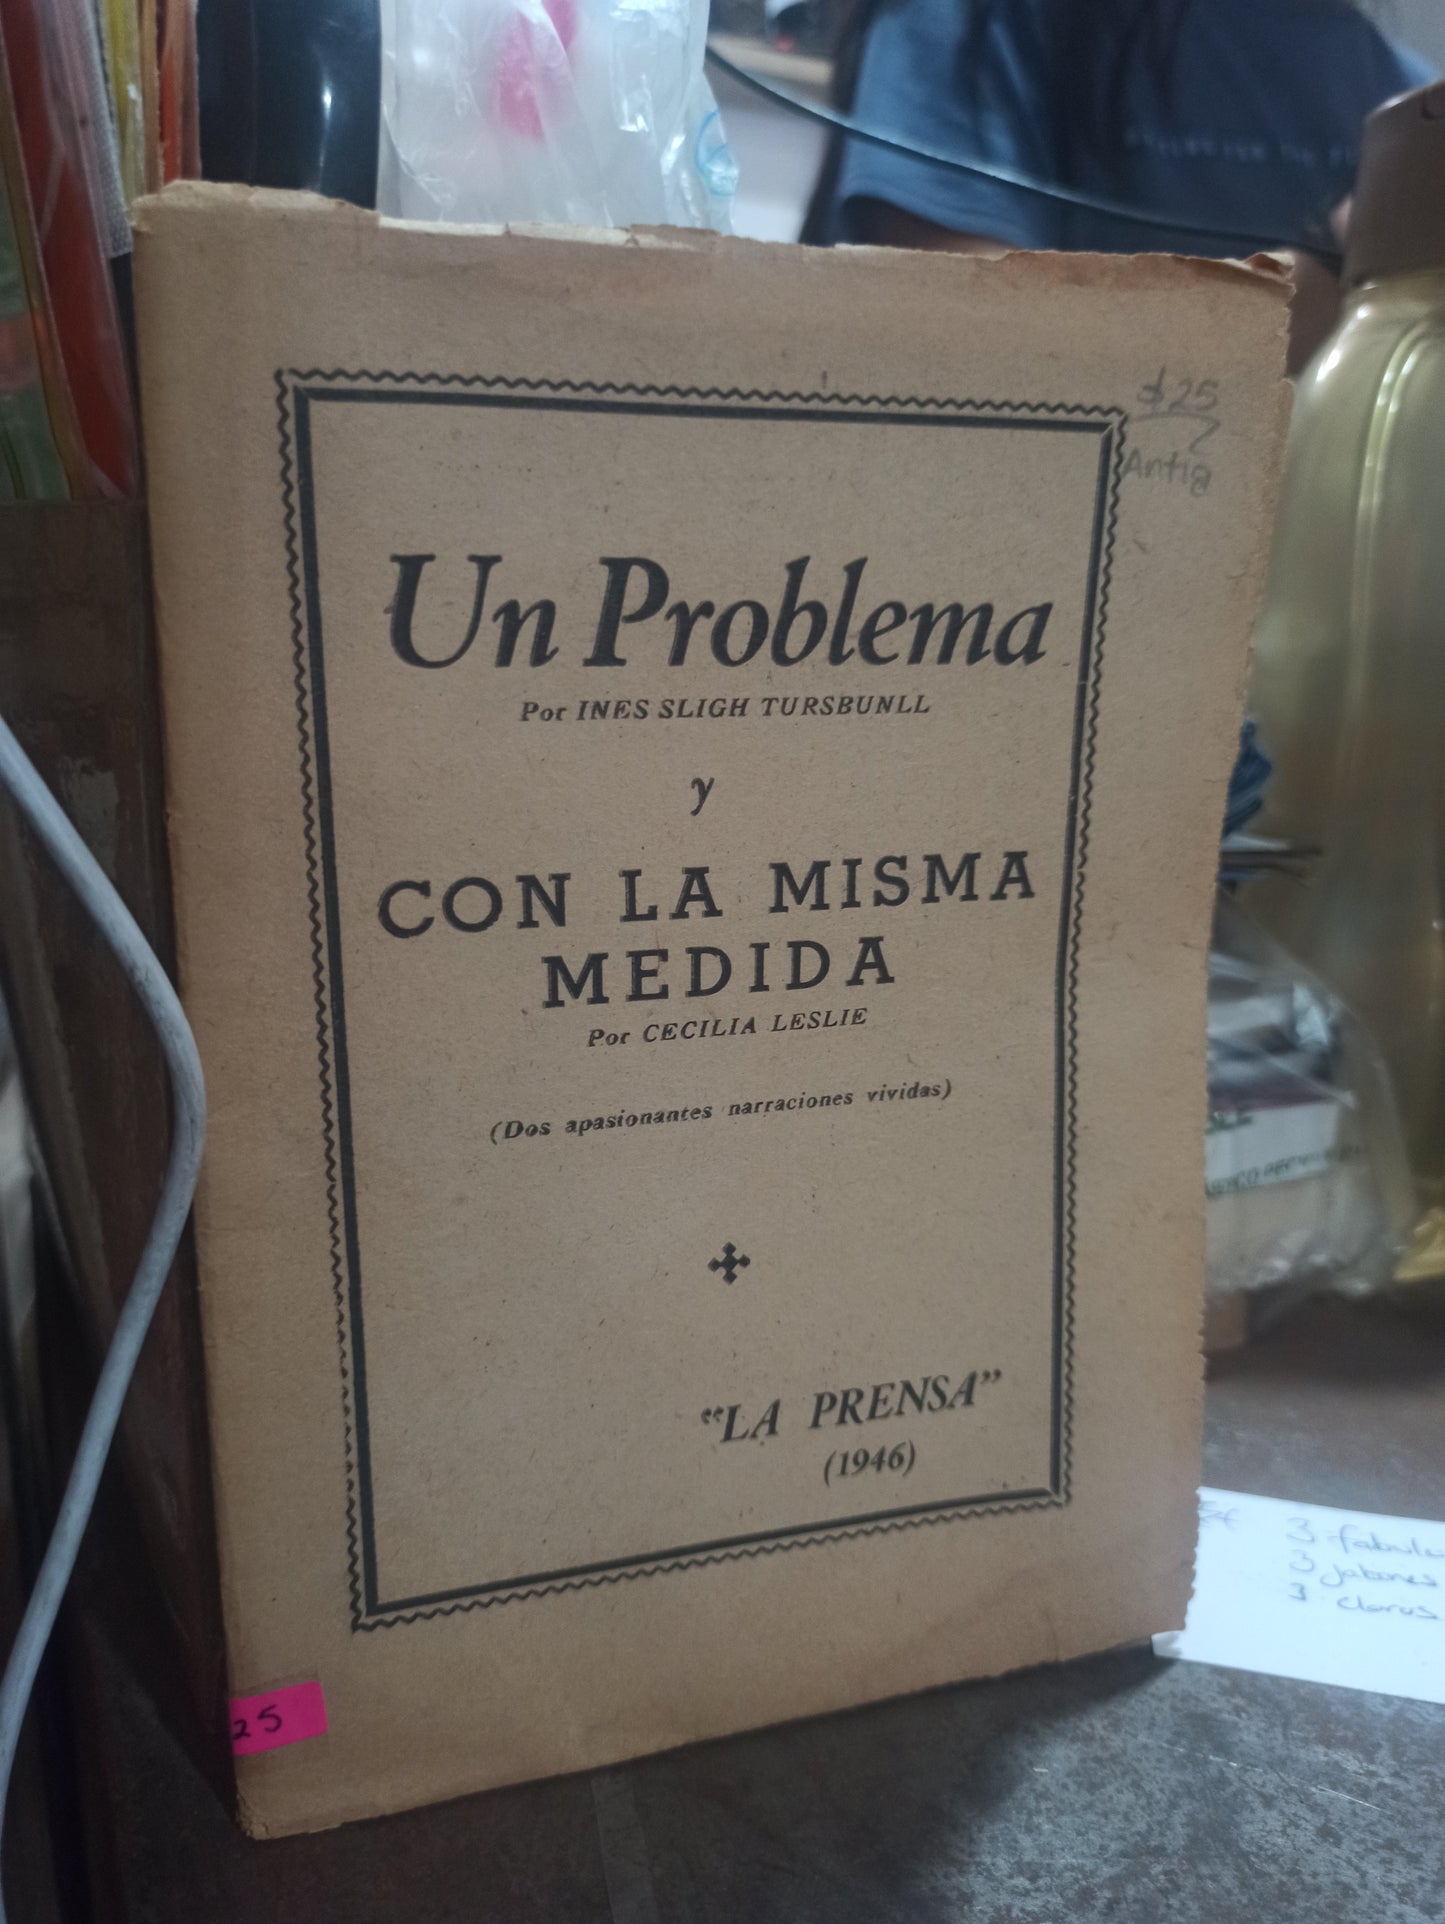 $25
Antig
Un Problema
Por INES SLIGH TURSBUNLL
y
CON LA MISMA
MEDIDA
Por CECILIA LESLIE
(Dos apasionantes narraciones vividas)
"LA PRENSA"
(1946)
25
3 fabulo
3 jabones
3 claros